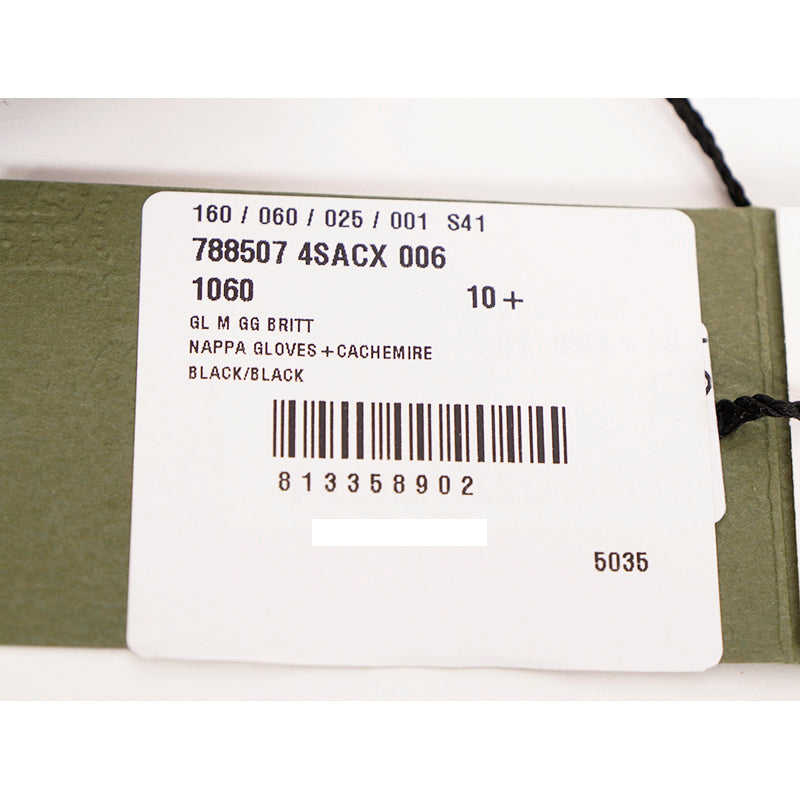 160 / 060 / 025 / 001 S41
788507 4SACX 006
1060 10+
GL M GG BRITT
NAPPA GLOVES+CACHEMIRE
BLACK/BLACK
813358902
5035